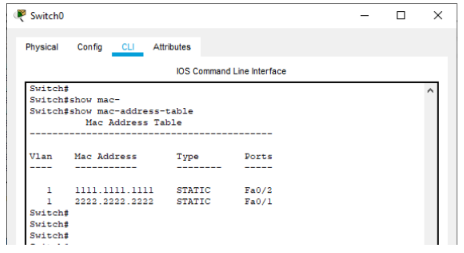 Switch0
Physical Config CLI Attributes
IOS Command Line Interface
Switch#
Switch#show mac-
Switch#show mac-address-table
Mac Address Table
-------------------------------------------
Vlan Mac Address Type Ports
---- ----------- -------- -----
1 1111.1111.1111 STATIC Fa0/2
1 2222.2222.2222 STATIC Fa0/1
Switch#
Switch#
Switch#